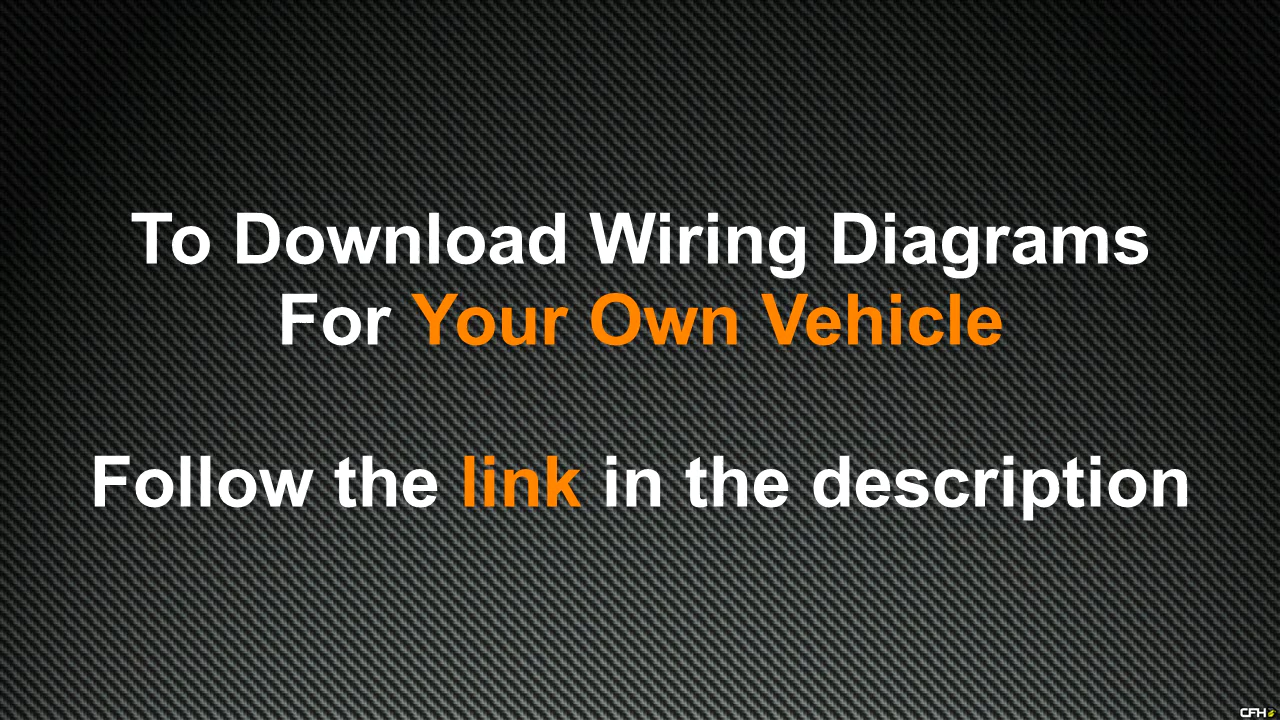 To Download Wiring Diagrams
For Your Own Vehicle
Follow the link in the description
CFH